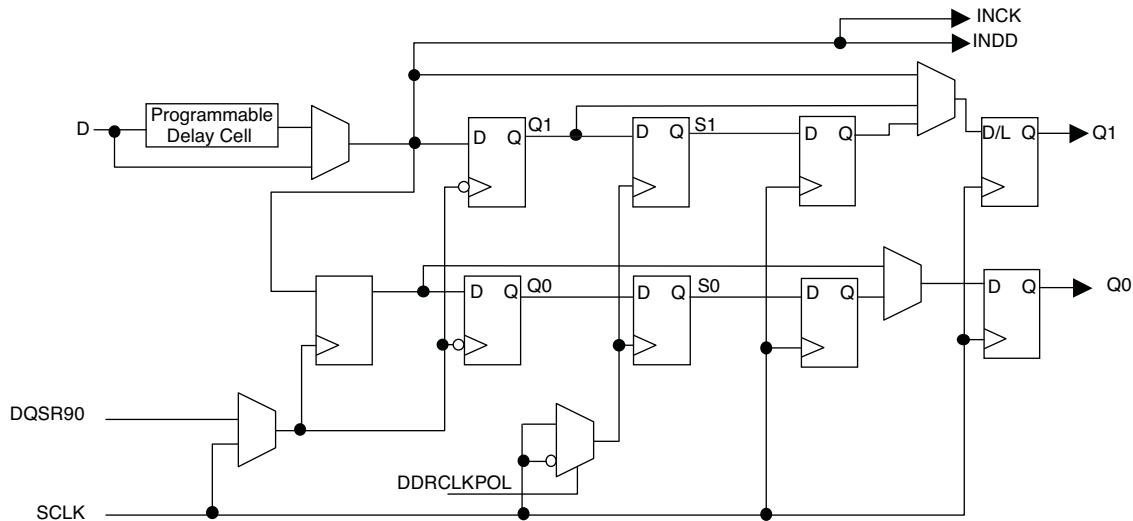 INCK
INDD
D
Programmable
Delay Cell
D Q
Q1
D Q
S1
D Q
D/L Q
Q1
D Q
Q0
D Q
S0
D Q
D Q
Q0
DQSR90
DDRCLKPOL
SCLK